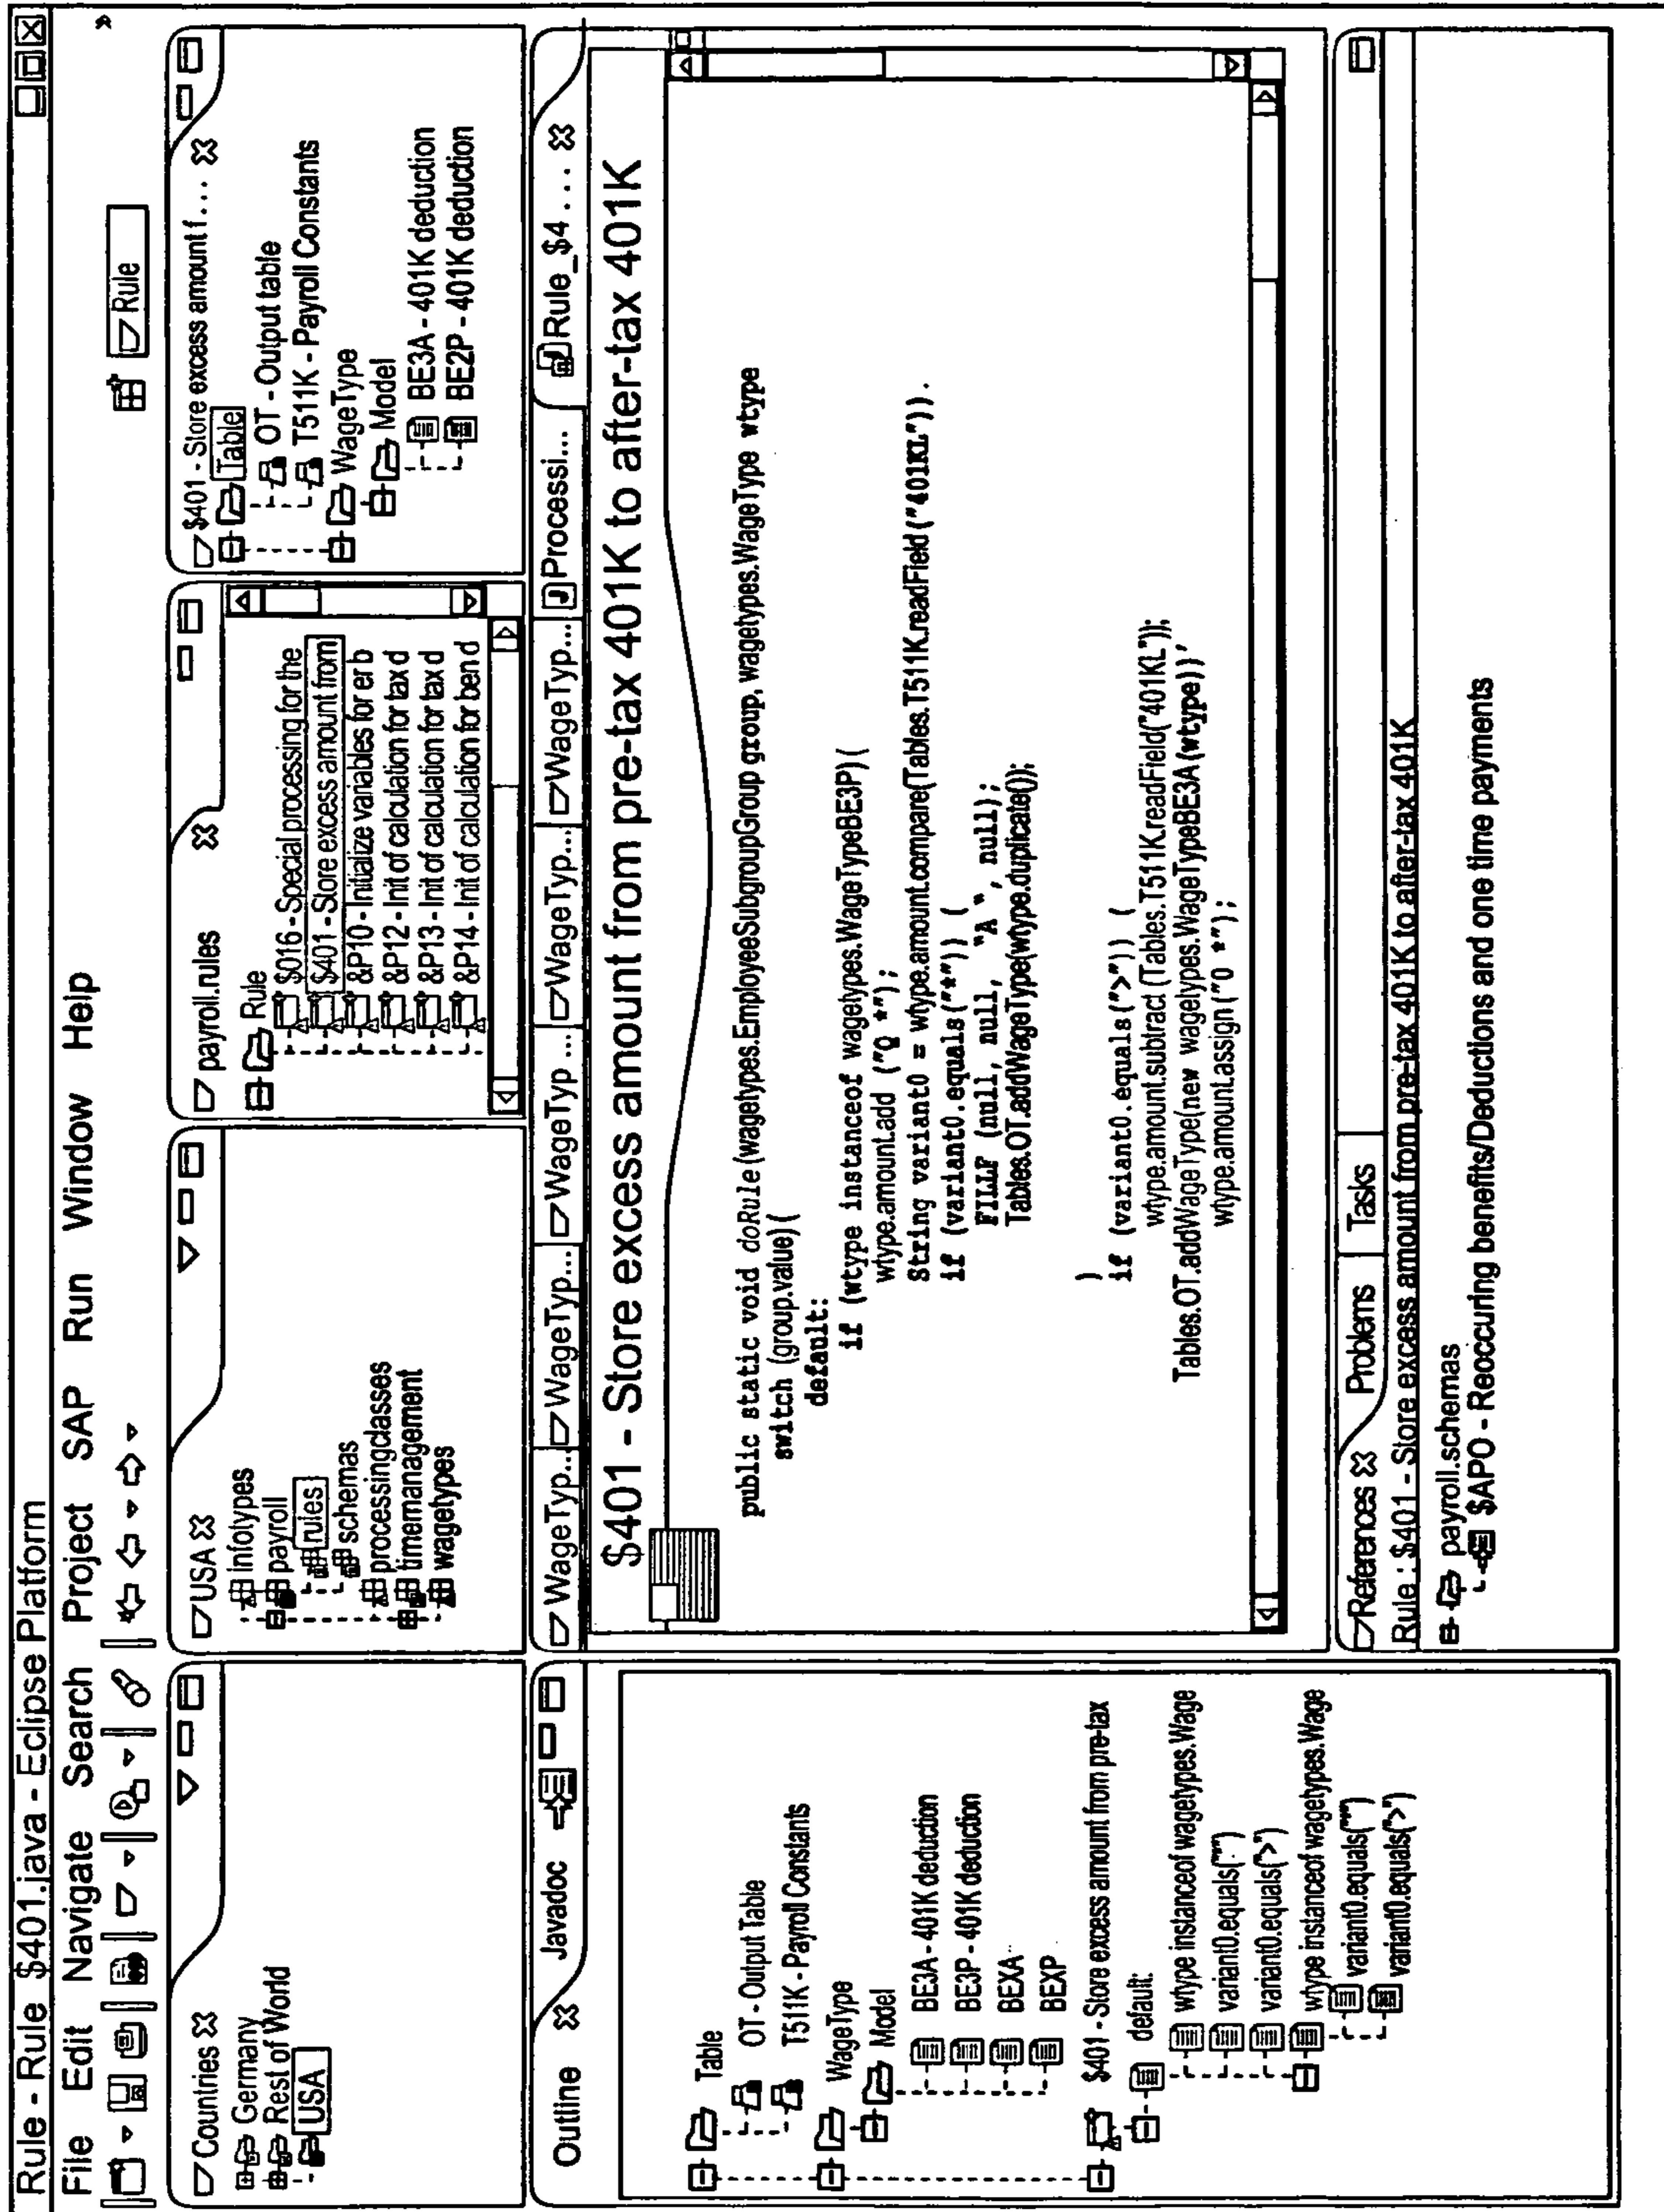 Rule - Rule $401.java - Eclipse Platform
File Edit Navigate Search Project SAP Run Window Help »
Rule
Countries
Germany
Rest of World
USA
USA
infotypes
payroll
rules
schemas
processingclasses
timemanagement
wagetypes
payroll.rules
Rule
$016 - Special processing for the
$401 - Store excess amount from
&P10 - Initialize variables for er b
&P12 - Init of calculation for tax d
&P13 - Init of calculation for tax d
&P14 - Init of calculation for ben d
$401 - Store excess amount f...
Table
OT - Output table
T511K - Payroll Constants
WageType
Model
BE3A - 401K deduction
BE2P - 401K deduction
Outline Javadoc
Table
OT - Output Table
T511K - Payroll Constants
WageType
Model
BE3A - 401K deduction
BE3P - 401K deduction
BEXA
BEXP
$401 - Store excess amount from pre-tax
default:
wtype instanceof wagetypes.Wage
variant0.equals("*")
variant0.equals(">")
wtype instanceof wagetypes.Wage
variant0.equals("*")
variant0.equals(">")
WageTyp... WageTyp... WageTyp ... WageTyp... WageTyp... Processi... Rule_$4...
$401 - Store excess amount from pre-tax 401K to after-tax 401K
public static void doRule(wagetypes.EmployeeSubgroupGroup group, wagetypes.WageType wtype
switch (group.value)(
default:
if (wtype instanceof wagetypes.WageTypeBE3P)(
wtype.amount.add ("Q *");
String variant0 = wtype.amount.compare(Tables.T511K.readField("401KL")).
if (variant0.equals("*")) (
FILLF (null, null, "A", null);
Tables.OT.addWageType(wtype.duplicate());
)
if (variant0.equals(">")) (
wtype.amount.subtract (Tables.T511K.readField("401KL"));
Tables.OT.addWageType(new wagetypes.WageTypeBE3A(wtype))'
wtype.amount.assign ("0 *");
References Problems Tasks
Rule : $401 - Store excess amount from pre-tax 401K to after-tax 401K
payroll.schemas
$APO - Reoccuring benefits/Deductions and one time payments